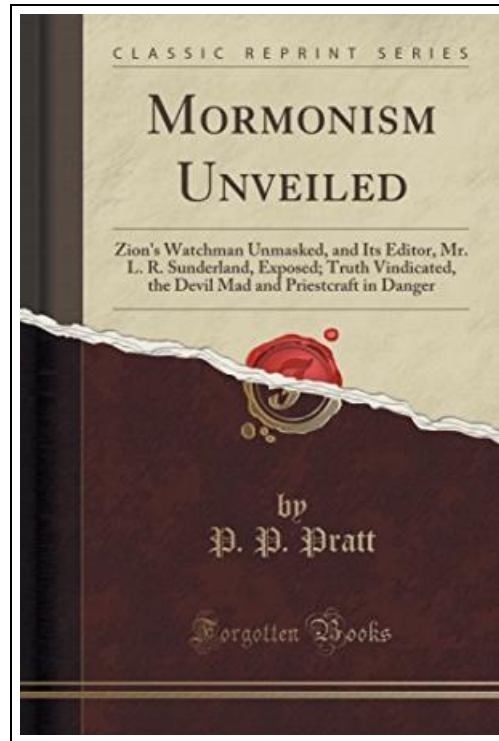 CLASSIC REPRINT SERIES
MORMONISM
UNVEILED
Zion's Watchman Unmasked, and Its Editor, Mr.
L. R. Sunderland, Exposed; Truth Vindicated,
the Devil Mad and Priestcraft in Danger
by
P. P. Pratt
Forgotten Books